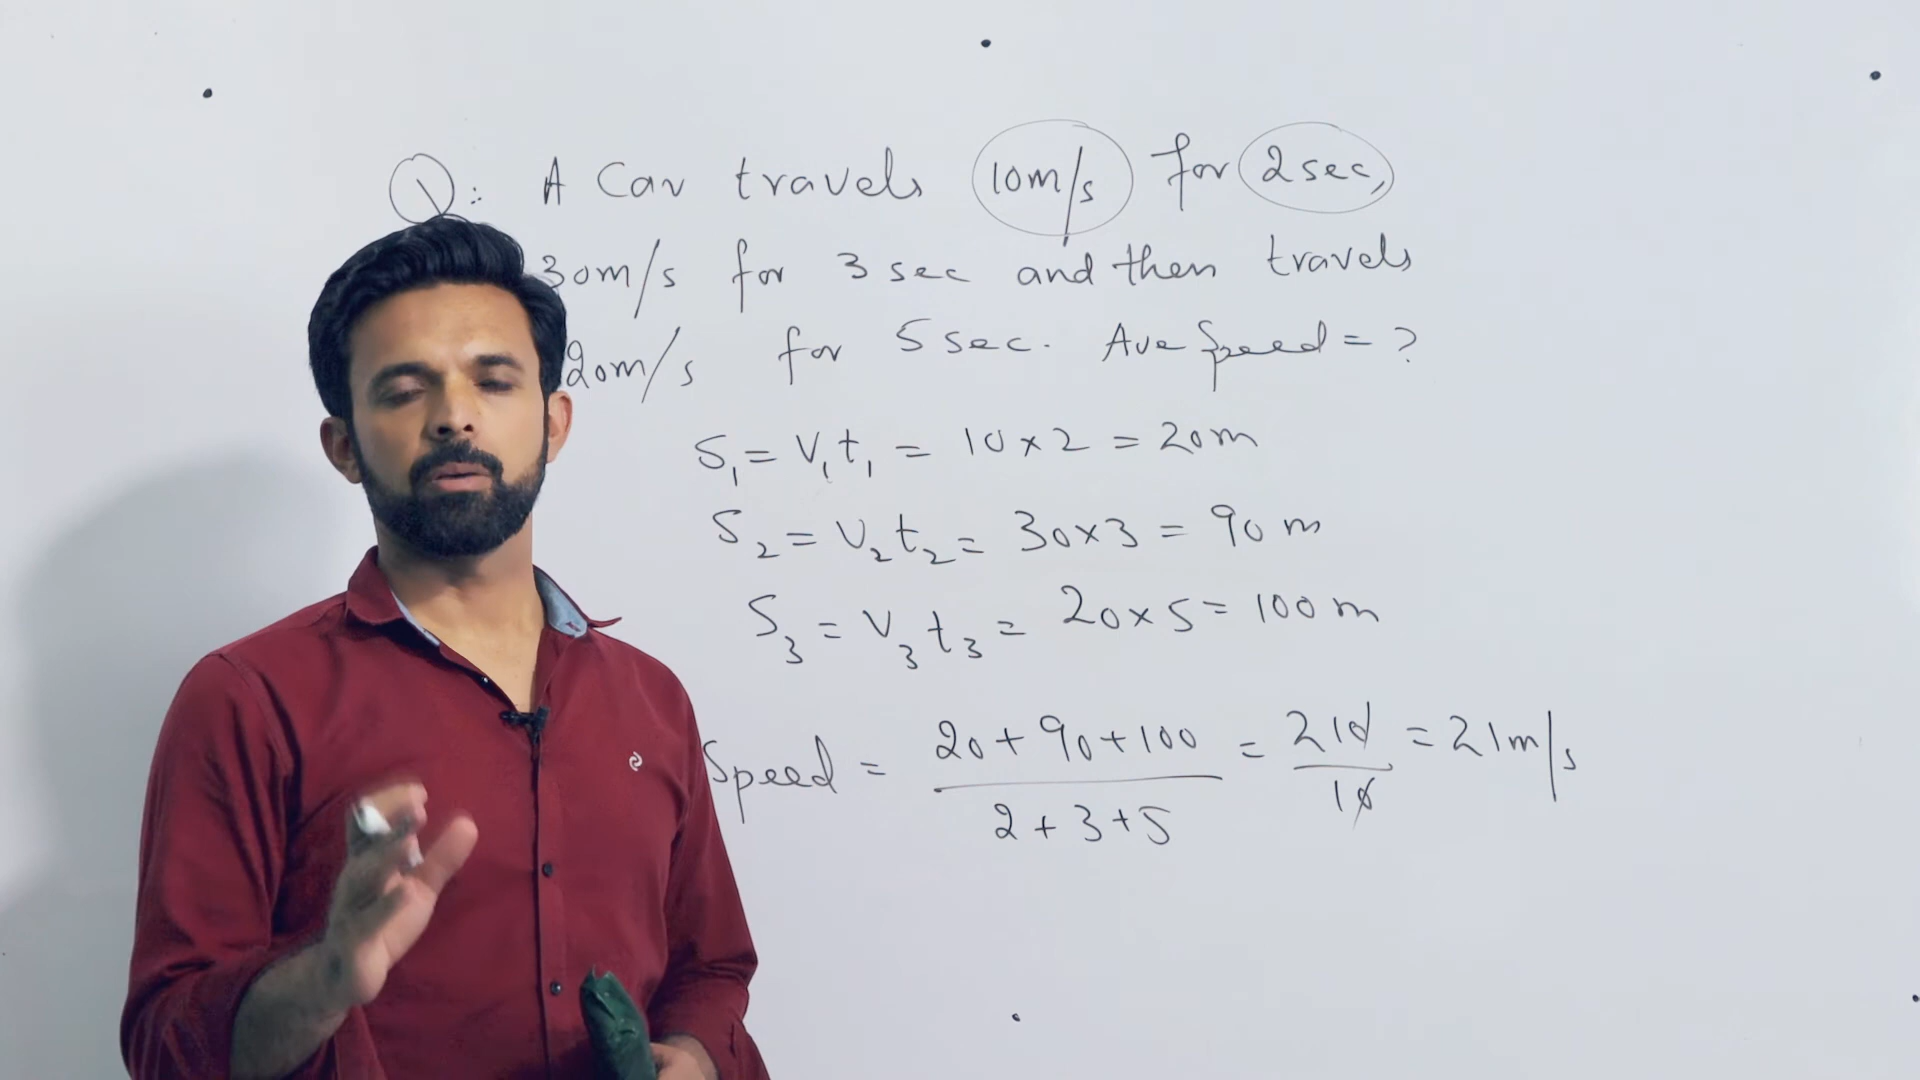 Q: A Car travels 10m/s for 2sec,
30m/s for 3 sec and then travels
20m/s for 5 sec. Ave Speed = ?
S₁ = V₁t₁ = 10 × 2 = 20m
S₂ = V₂t₂ = 30×3 = 90 m
S₃ = V₃t₃ = 20×5 = 100 m
Speed = 20+90+100 / 2+3+5 = 210 / 10 = 21m/s